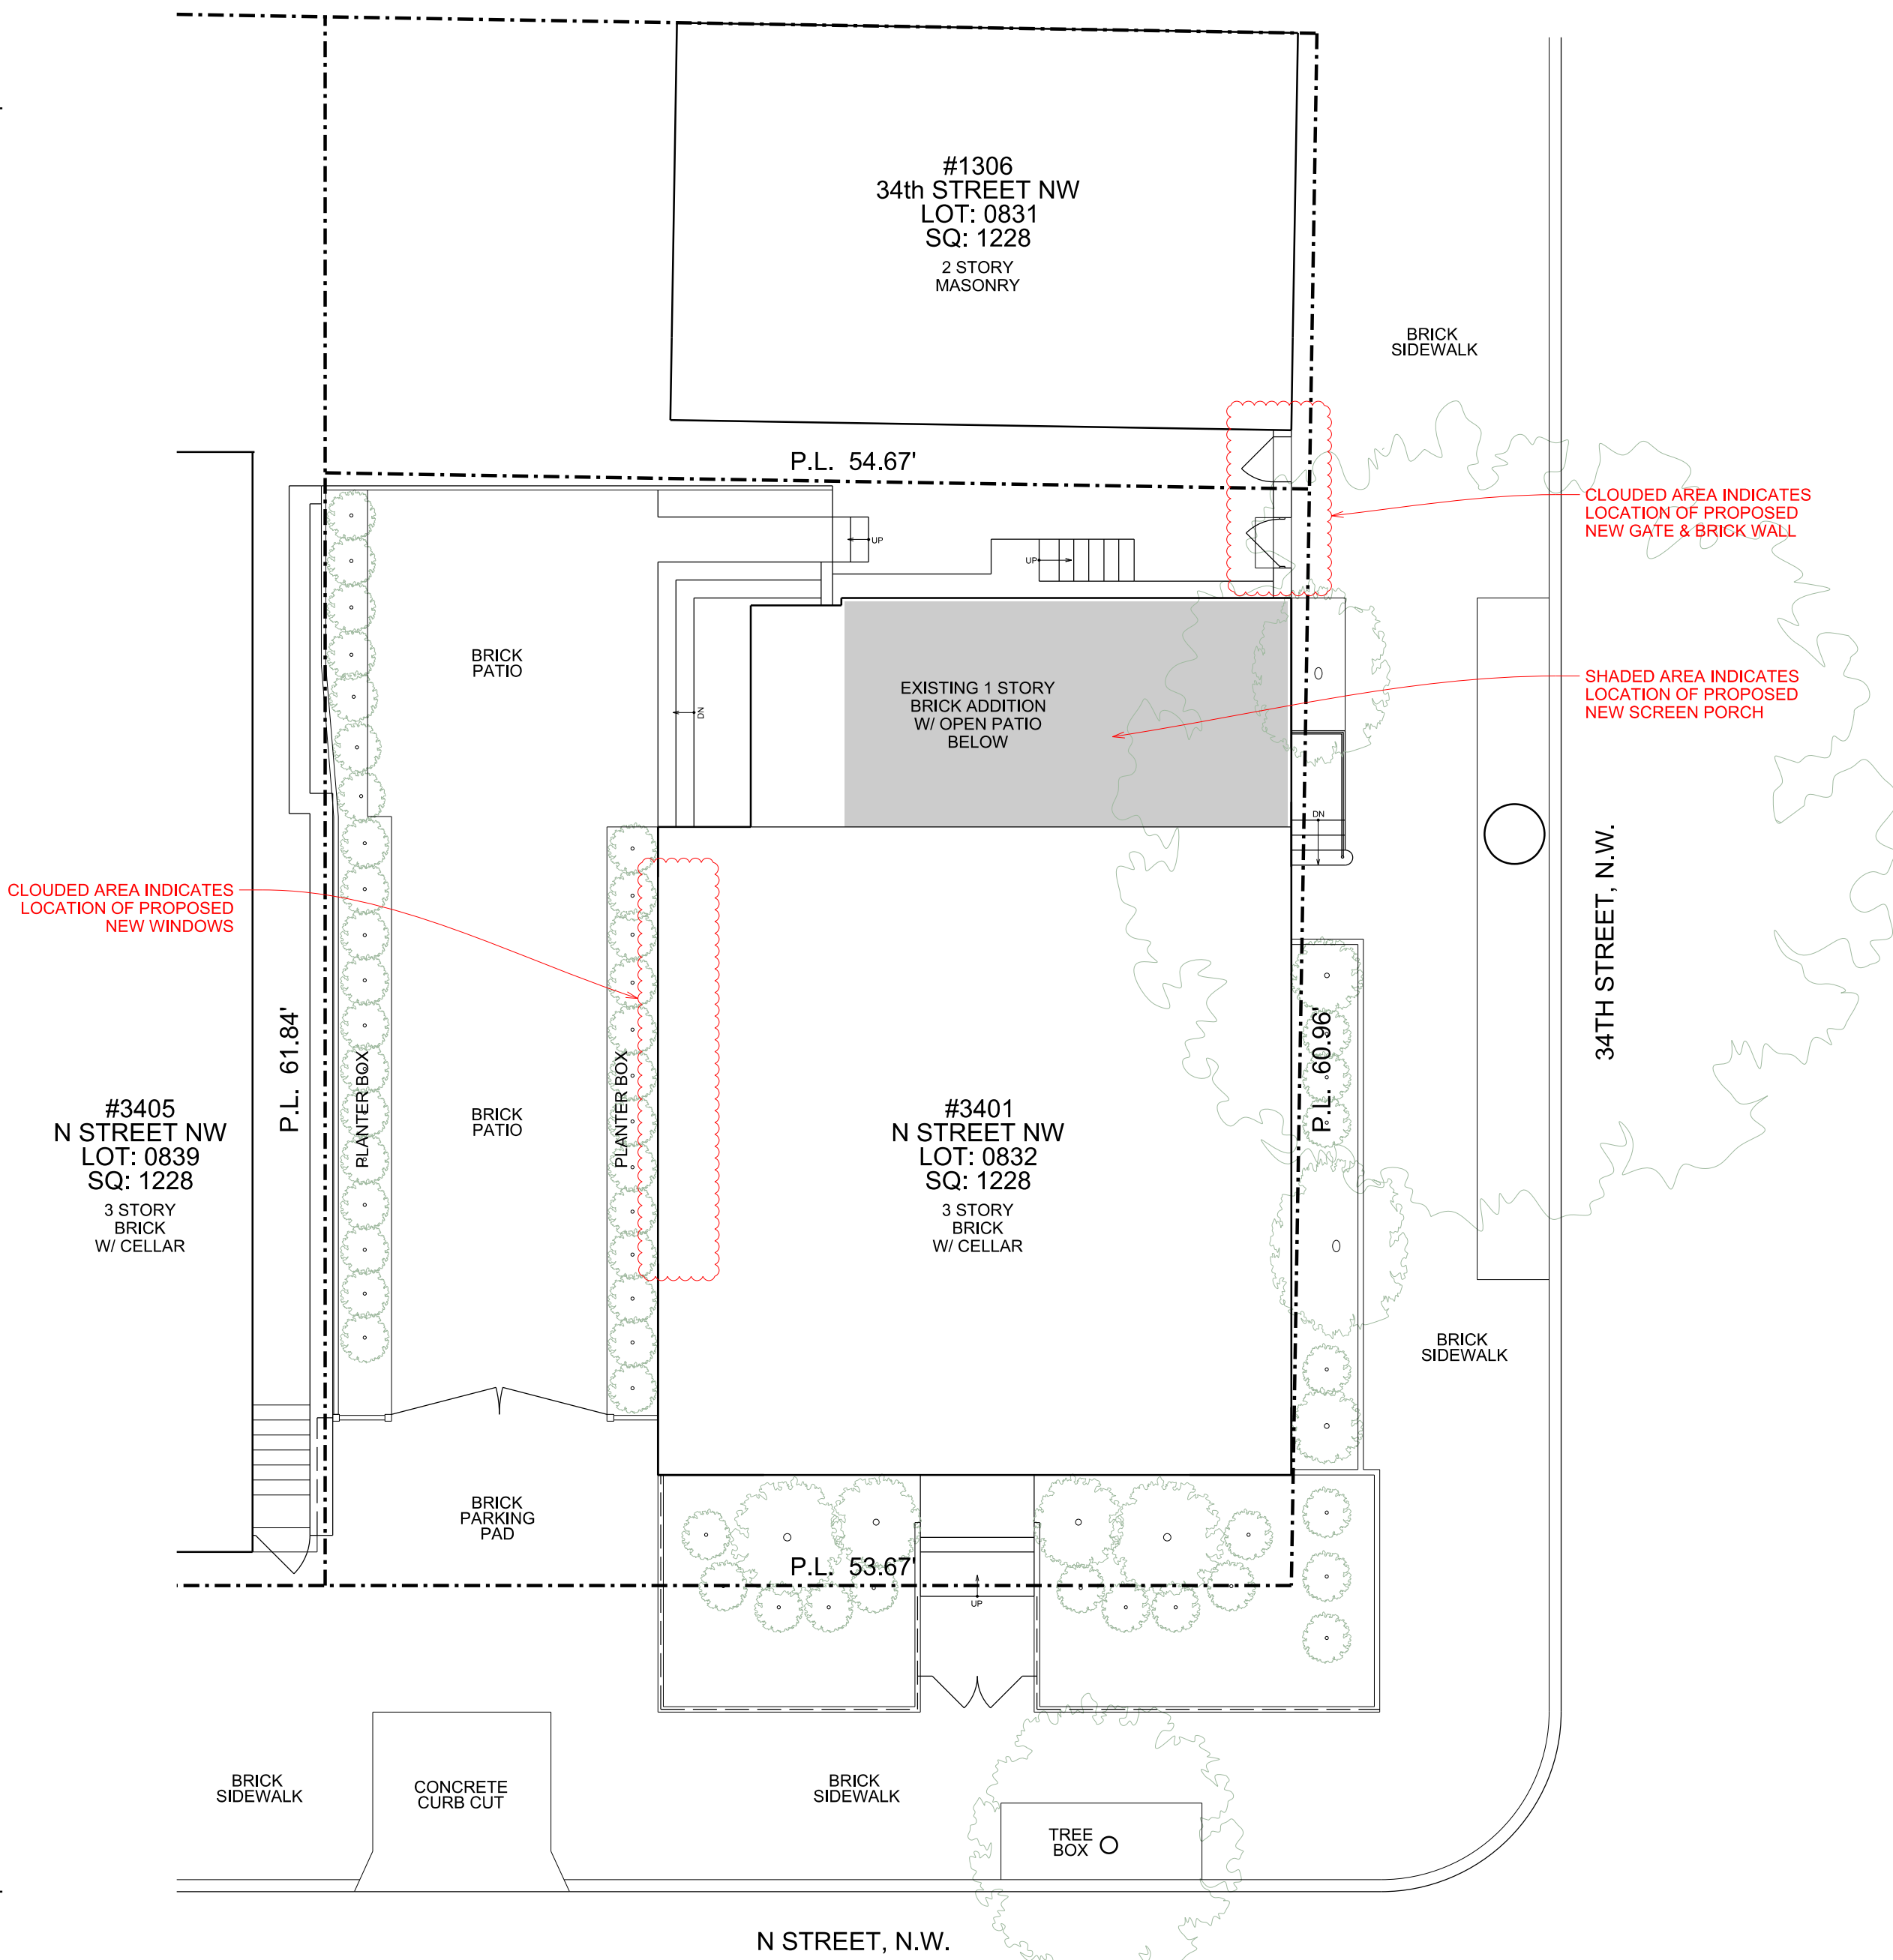 #1306
34th STREET NW
LOT: 0831
SQ: 1228
2 STORY
MASONRY
BRICK
SIDEWALK
P.L. 54.67'
CLOUDED AREA INDICATES
LOCATION OF PROPOSED
NEW GATE & BRICK WALL
UP
UP
BRICK
PATIO
EXISTING 1 STORY
BRICK ADDITION
W/ OPEN PATIO
BELOW
SHADED AREA INDICATES
LOCATION OF PROPOSED
NEW SCREEN PORCH
DN
DN
CLOUDED AREA INDICATES
LOCATION OF PROPOSED
NEW WINDOWS
34TH STREET, N.W.
P.L. 61.84'
P.L. 60.96'
#3405
N STREET NW
LOT: 0839
SQ: 1228
3 STORY
BRICK
W/ CELLAR
PLANTER BOX
BRICK
PATIO
PLANTER BOX
#3401
N STREET NW
LOT: 0832
SQ: 1228
3 STORY
BRICK
W/ CELLAR
BRICK
SIDEWALK
BRICK
PARKING
PAD
P.L. 53.67'
UP
BRICK
SIDEWALK
CONCRETE
CURB CUT
BRICK
SIDEWALK
TREE
BOX
N STREET, N.W.